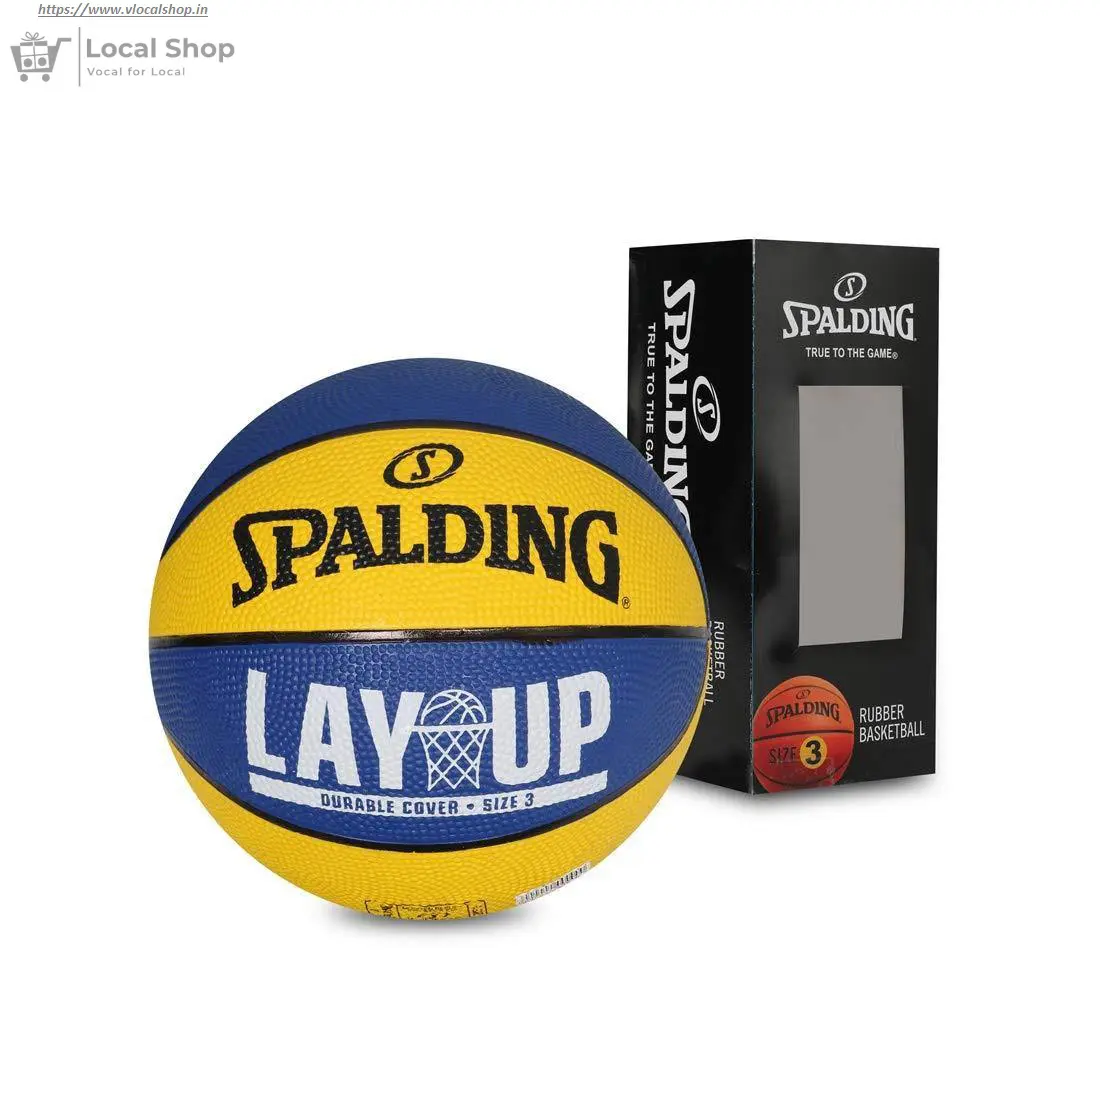 https://www.vlocalshop.in
Local Shop
Vocal for Local
S
SPALDING
TRUE TO THE GAME®
SPALDING
TRUE TO THE
S
RUBBER
SPALDING
SIZE 3
RUBBER
BASKETBALL
S
SPALDING®
LAY UP
DURABLE COVER • SIZE 3